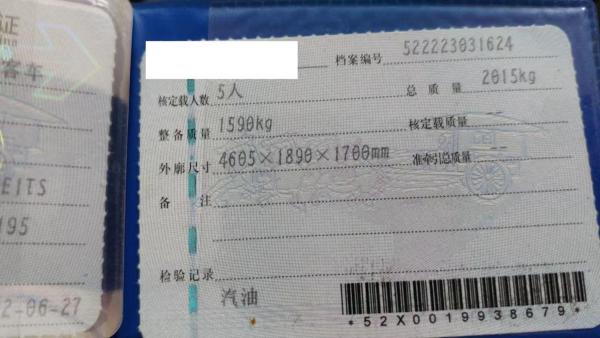 证
客车
EITS
195
2-06-27
档案编号 522223031624
核定载人数 5人 总质量 2015kg
整备质量 1590kg 核定载质量
外廓尺寸 4605×1890×1700mm 准牵引总质量
备注
检验记录
汽油
*52X0019938679*